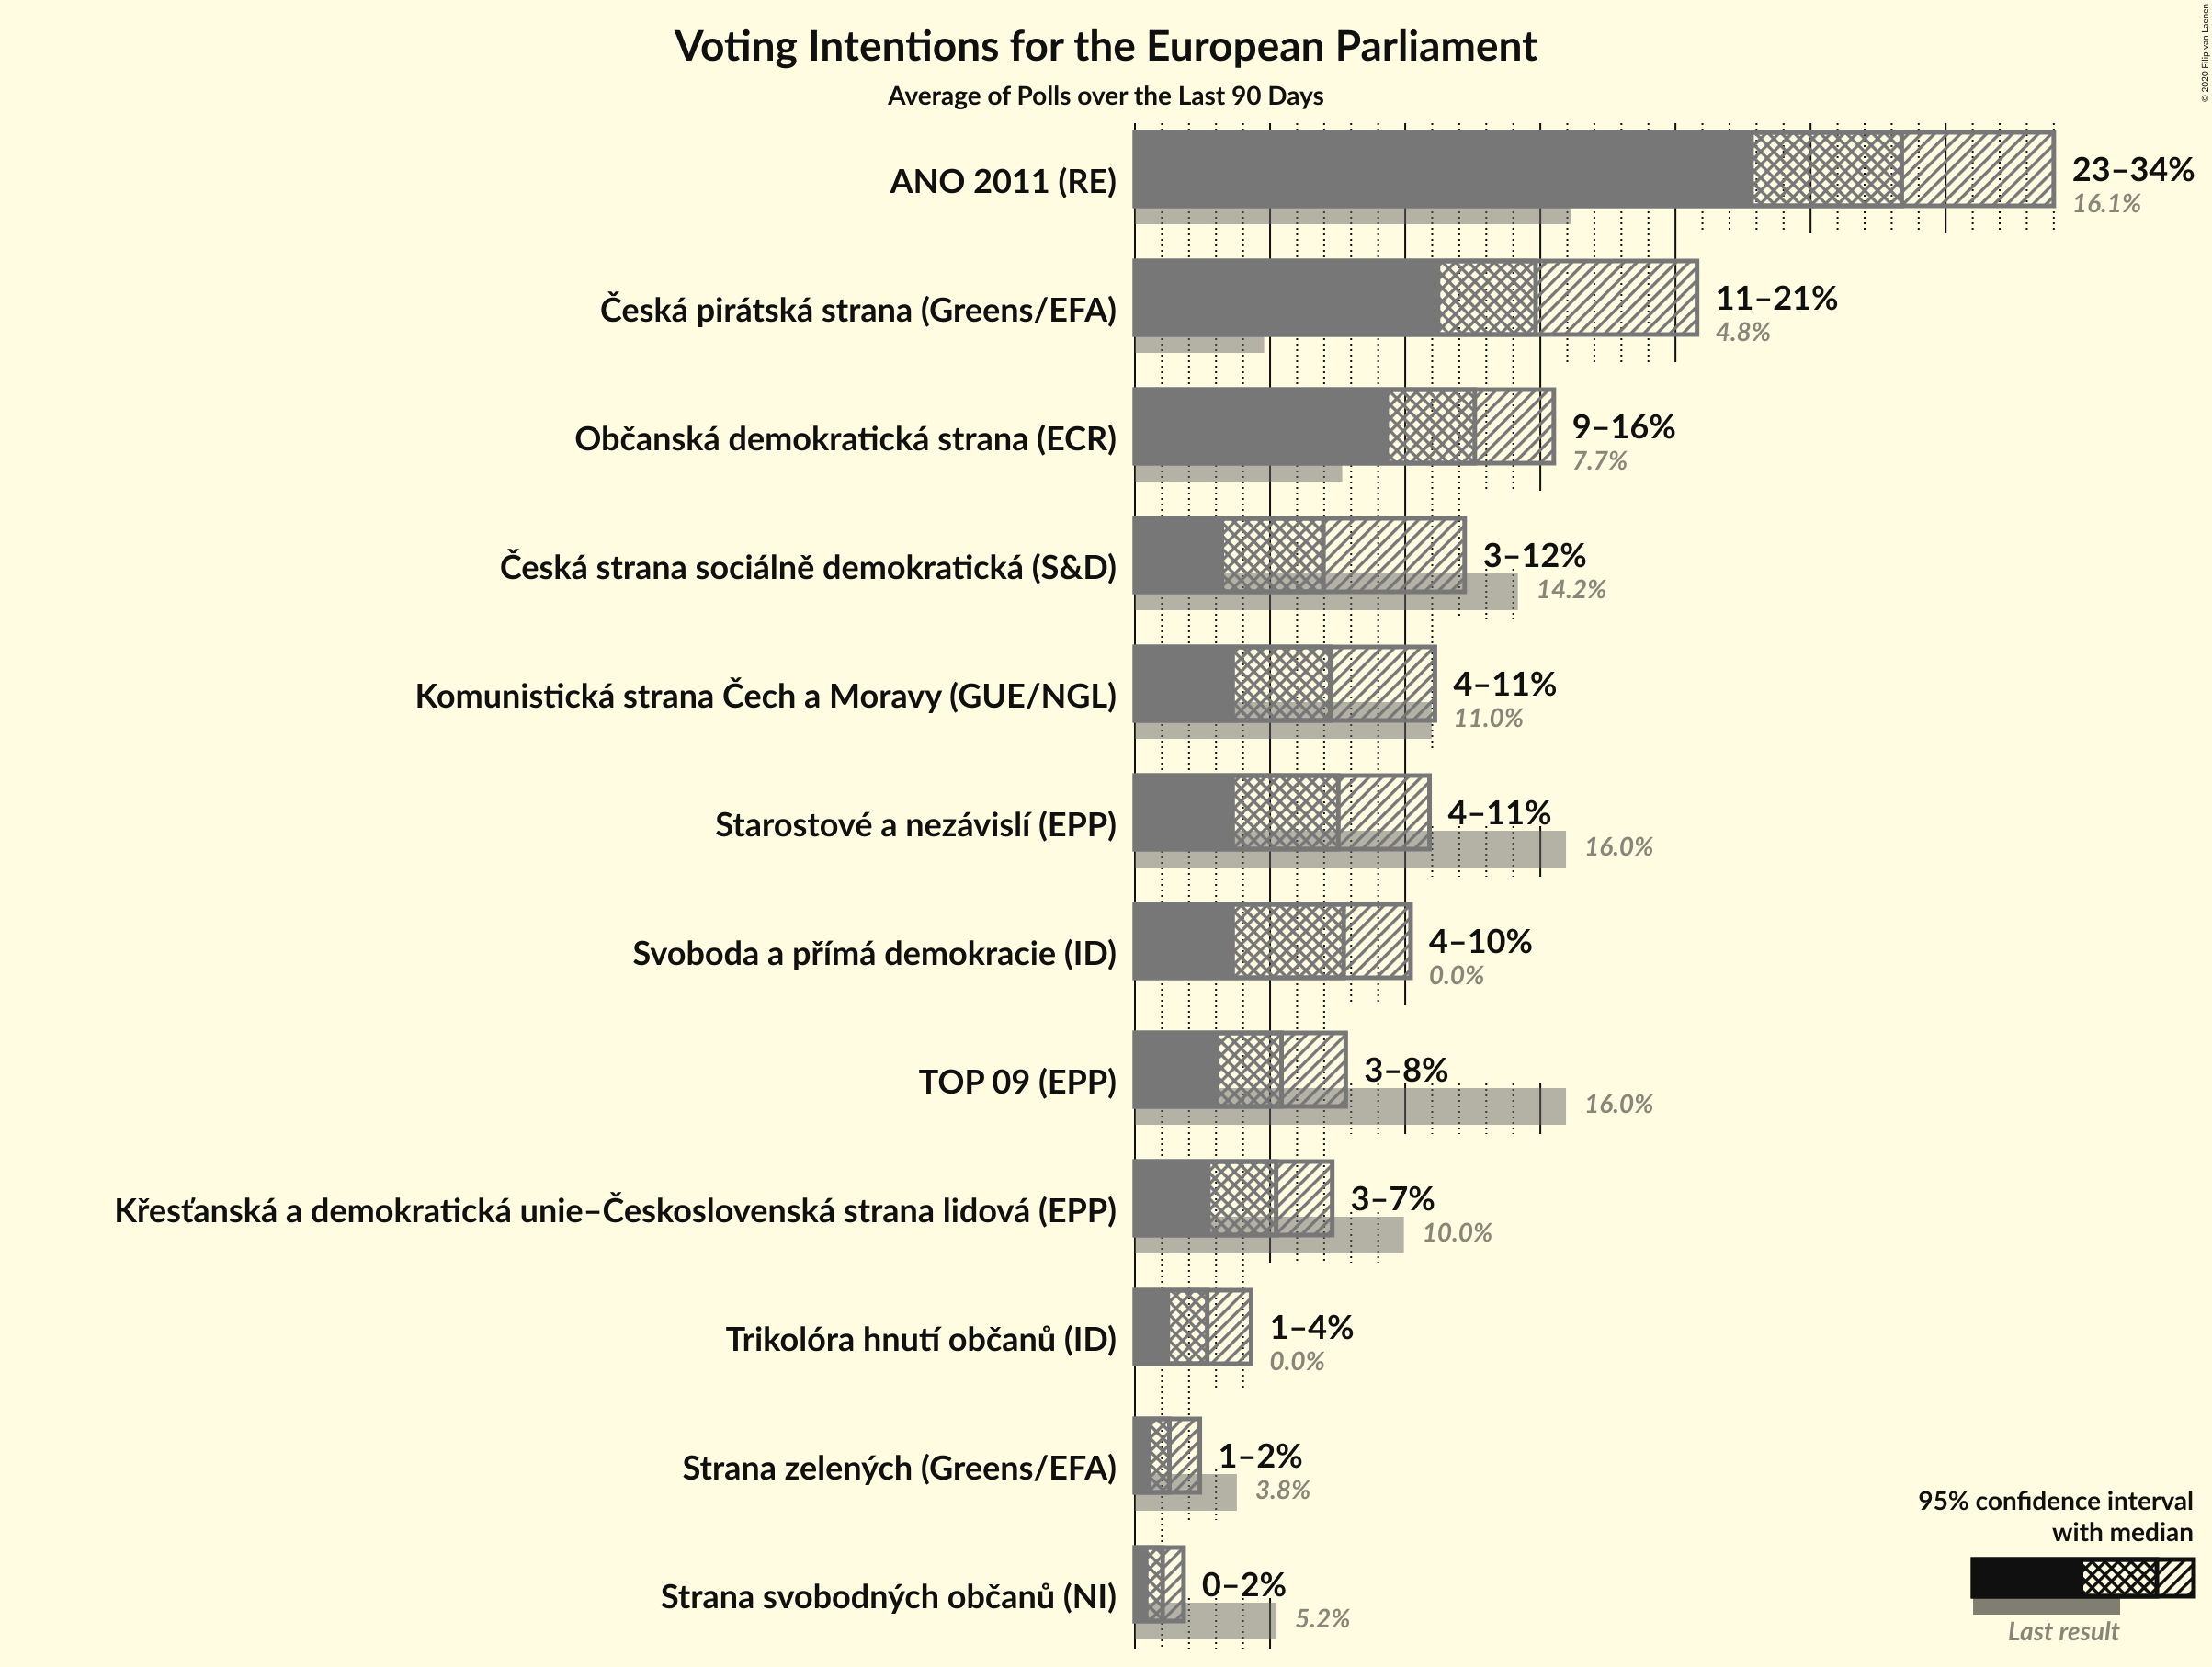 Voting Intentions for the European Parliament
Average of Polls over the Last 90 Days
© 2020 Filip van Laenen
ANO 2011 (RE)
23–34%
16.1%
Česká pirátská strana (Greens/EFA)
11–21%
4.8%
Občanská demokratická strana (ECR)
9–16%
7.7%
Česká strana sociálně demokratická (S&D)
3–12%
14.2%
Komunistická strana Čech a Moravy (GUE/NGL)
4–11%
11.0%
Starostové a nezávislí (EPP)
4–11%
16.0%
Svoboda a přímá demokracie (ID)
4–10%
0.0%
TOP 09 (EPP)
3–8%
16.0%
Křesťanská a demokratická unie–Československá strana lidová (EPP)
3–7%
10.0%
Trikolóra hnutí občanů (ID)
1–4%
0.0%
Strana zelených (Greens/EFA)
1–2%
3.8%
Strana svobodných občanů (NI)
0–2%
5.2%
95% confidence interval
with median
Last result